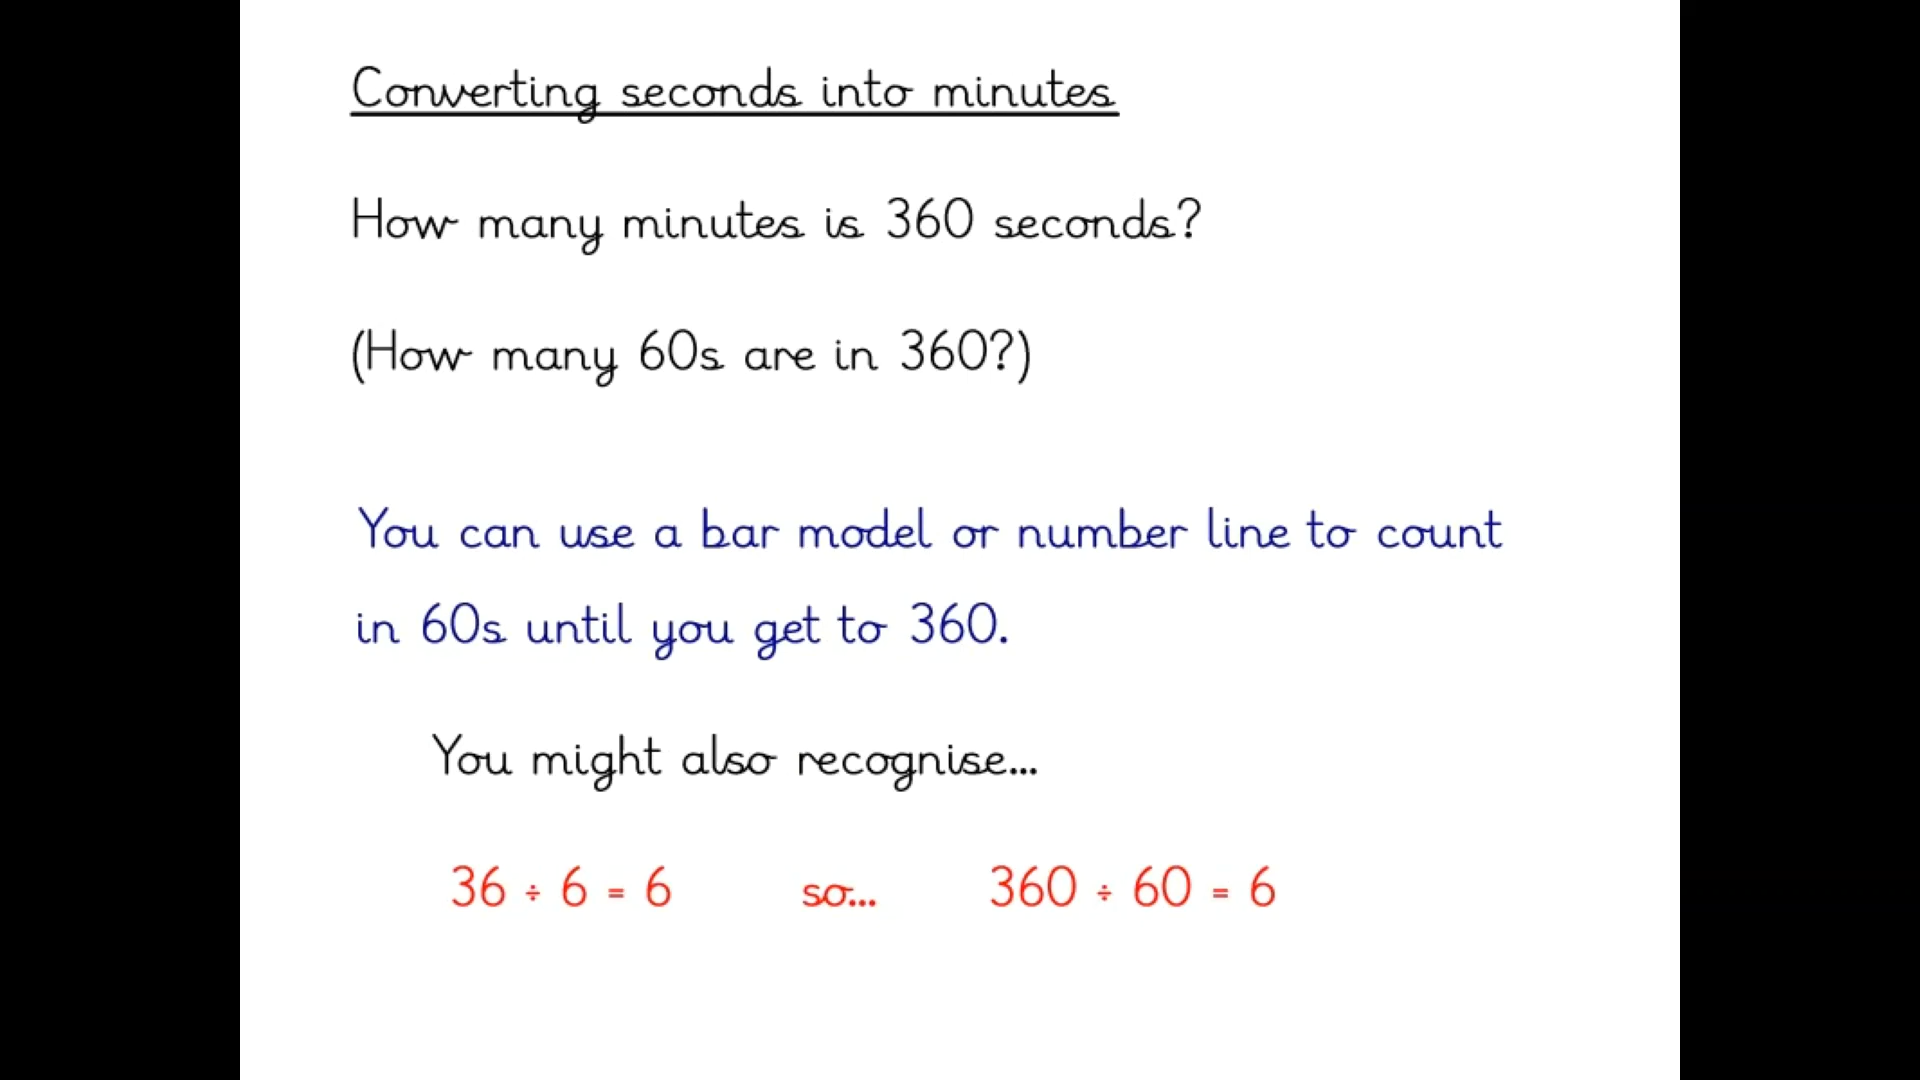 Converting seconds into minutes
How many minutes is 360 seconds?
(How many 60s are in 360?)
You can use a bar model or number line to count
in 60s until you get to 360.
You might also recognise...
36 ÷ 6 = 6 so... 360 ÷ 60 = 6